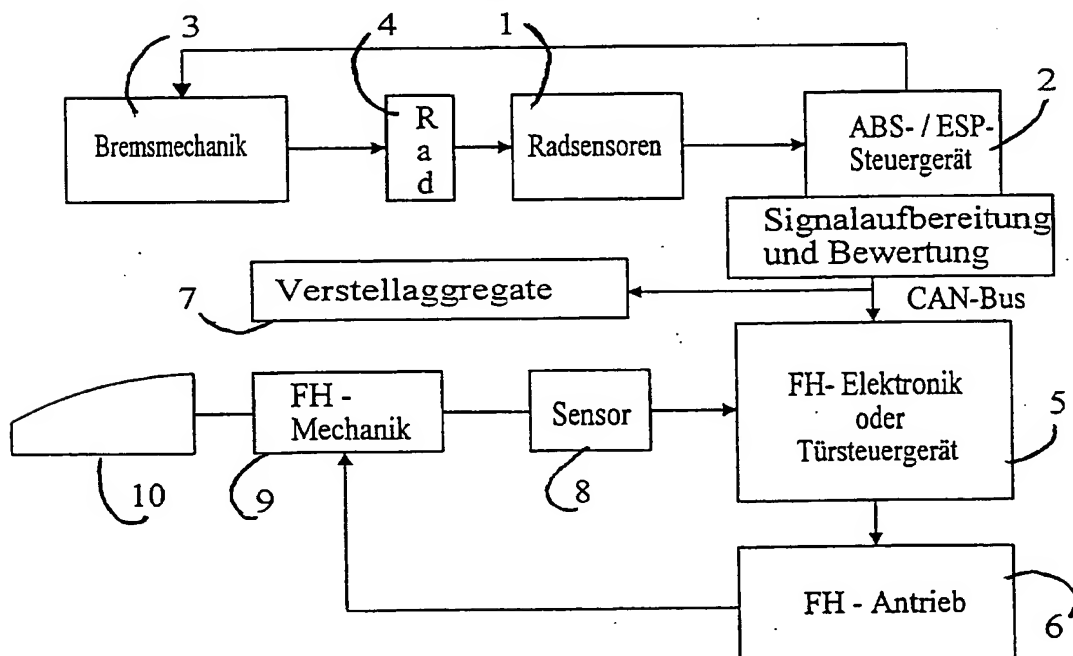 3
4
1
2
Bremsmechanik
R
a
d
Radsensoren
ABS- / ESP-
Steuergerät
Signalaufbereitung
und Bewertung
7
Verstellaggregate
CAN-Bus
FH -
Mechanik
Sensor
FH- Elektronik
oder
Türsteuergerät
5
10
9
8
FH - Antrieb
6